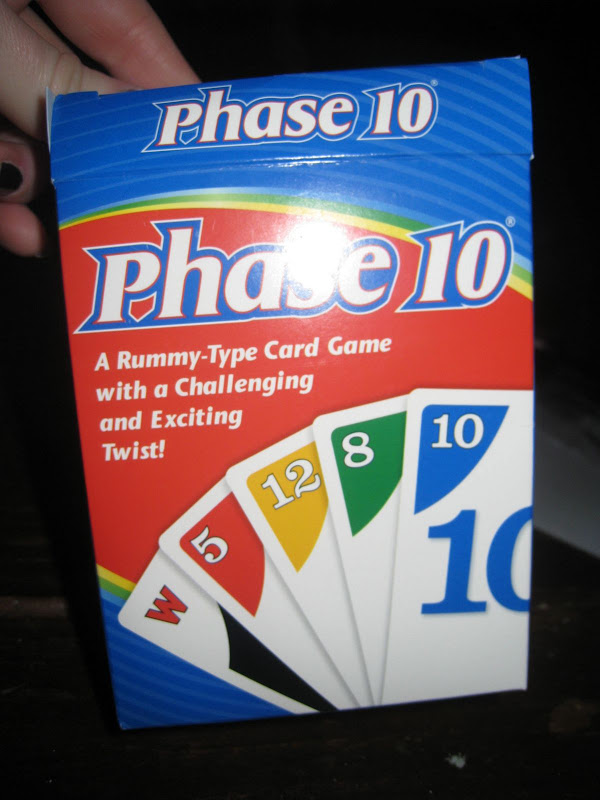 Phase 10®
Phase 10®
A Rummy-Type Card Game
with a Challenging
and Exciting
Twist!
W
5
12
8
10
10